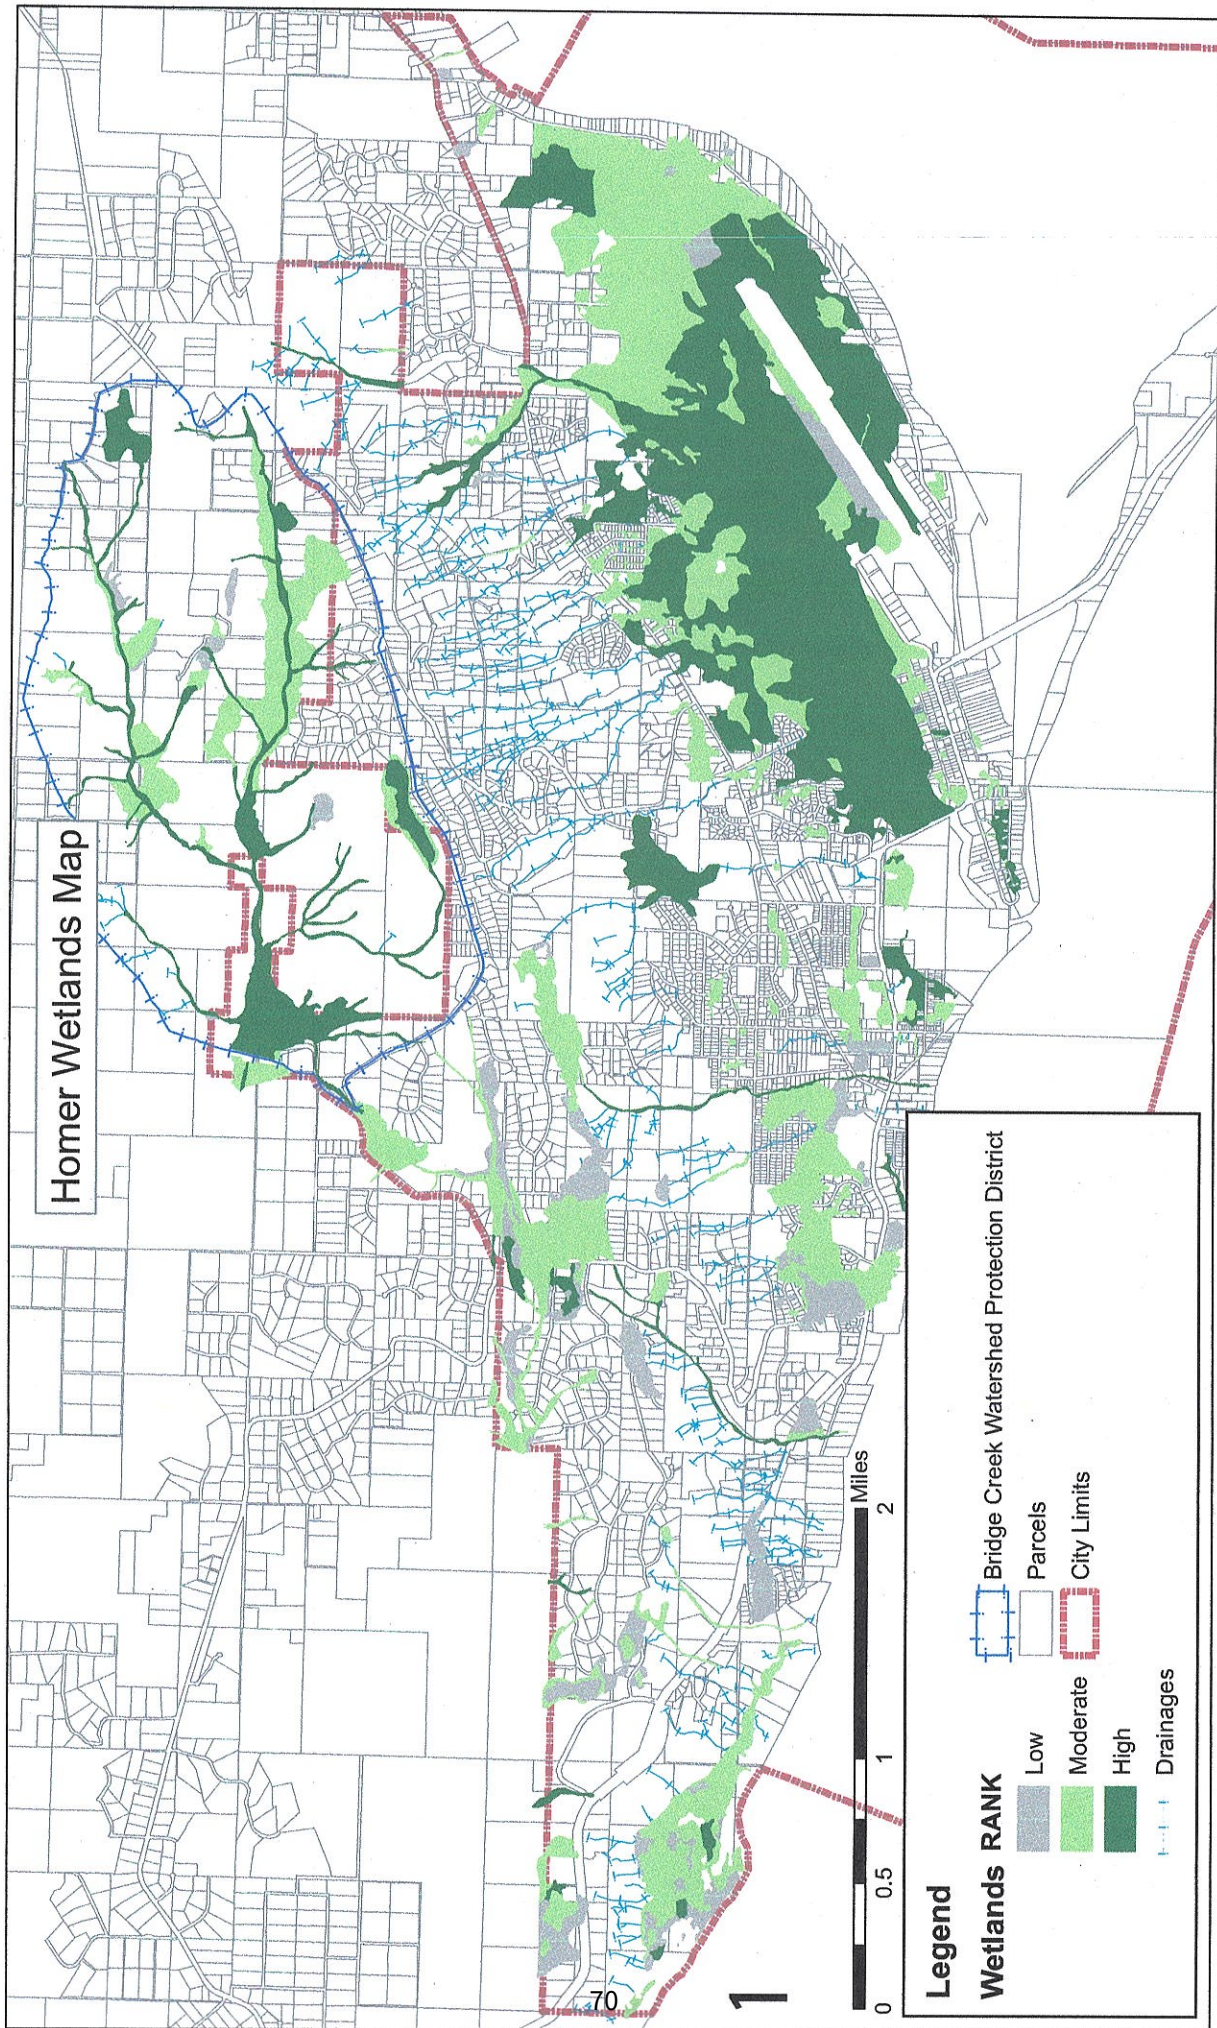 Homer Wetlands Map
70
0 0.5 1 2
Miles
Legend
Wetlands RANK
Low
Moderate
High
Drainages
Bridge Creek Watershed Protection District
Parcels
City Limits